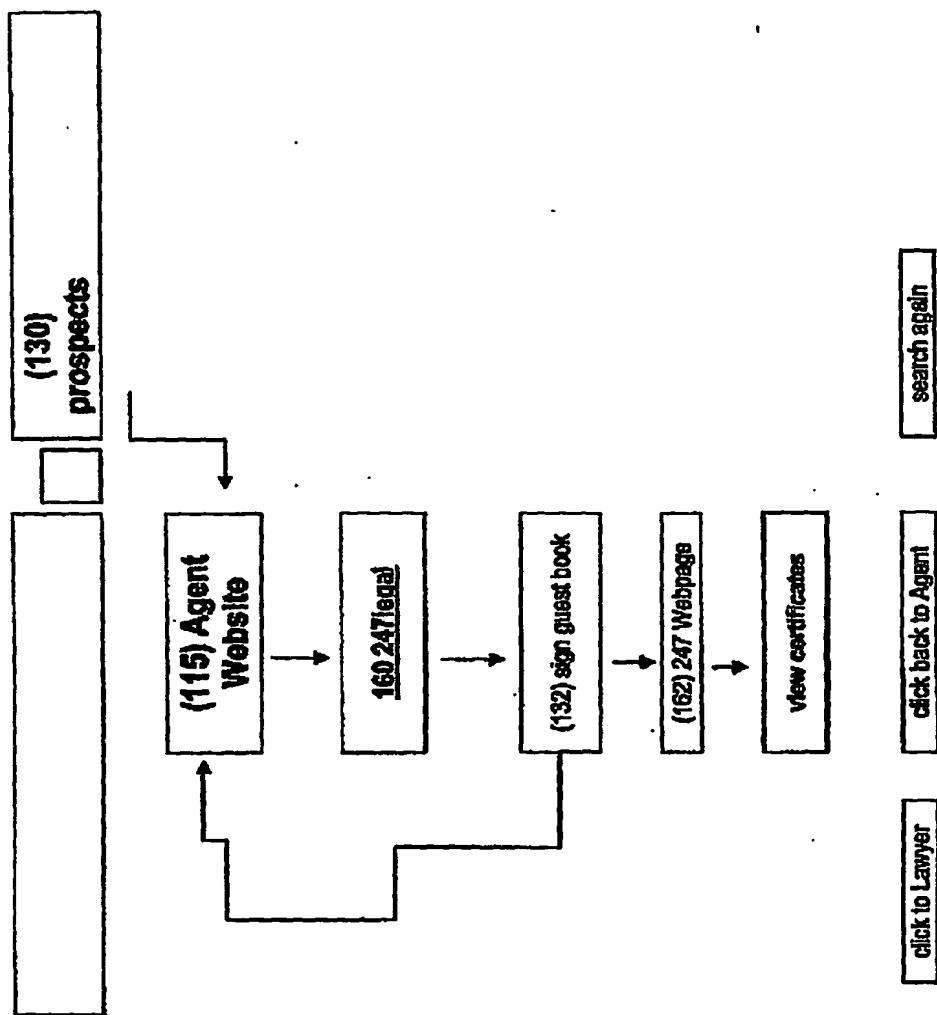 (130)
prospects
(115) Agent
Website
160 247legal
(132) sign guest book
(162) 247 Webpage
view certificates
click to Lawyer
click back to Agent
search again